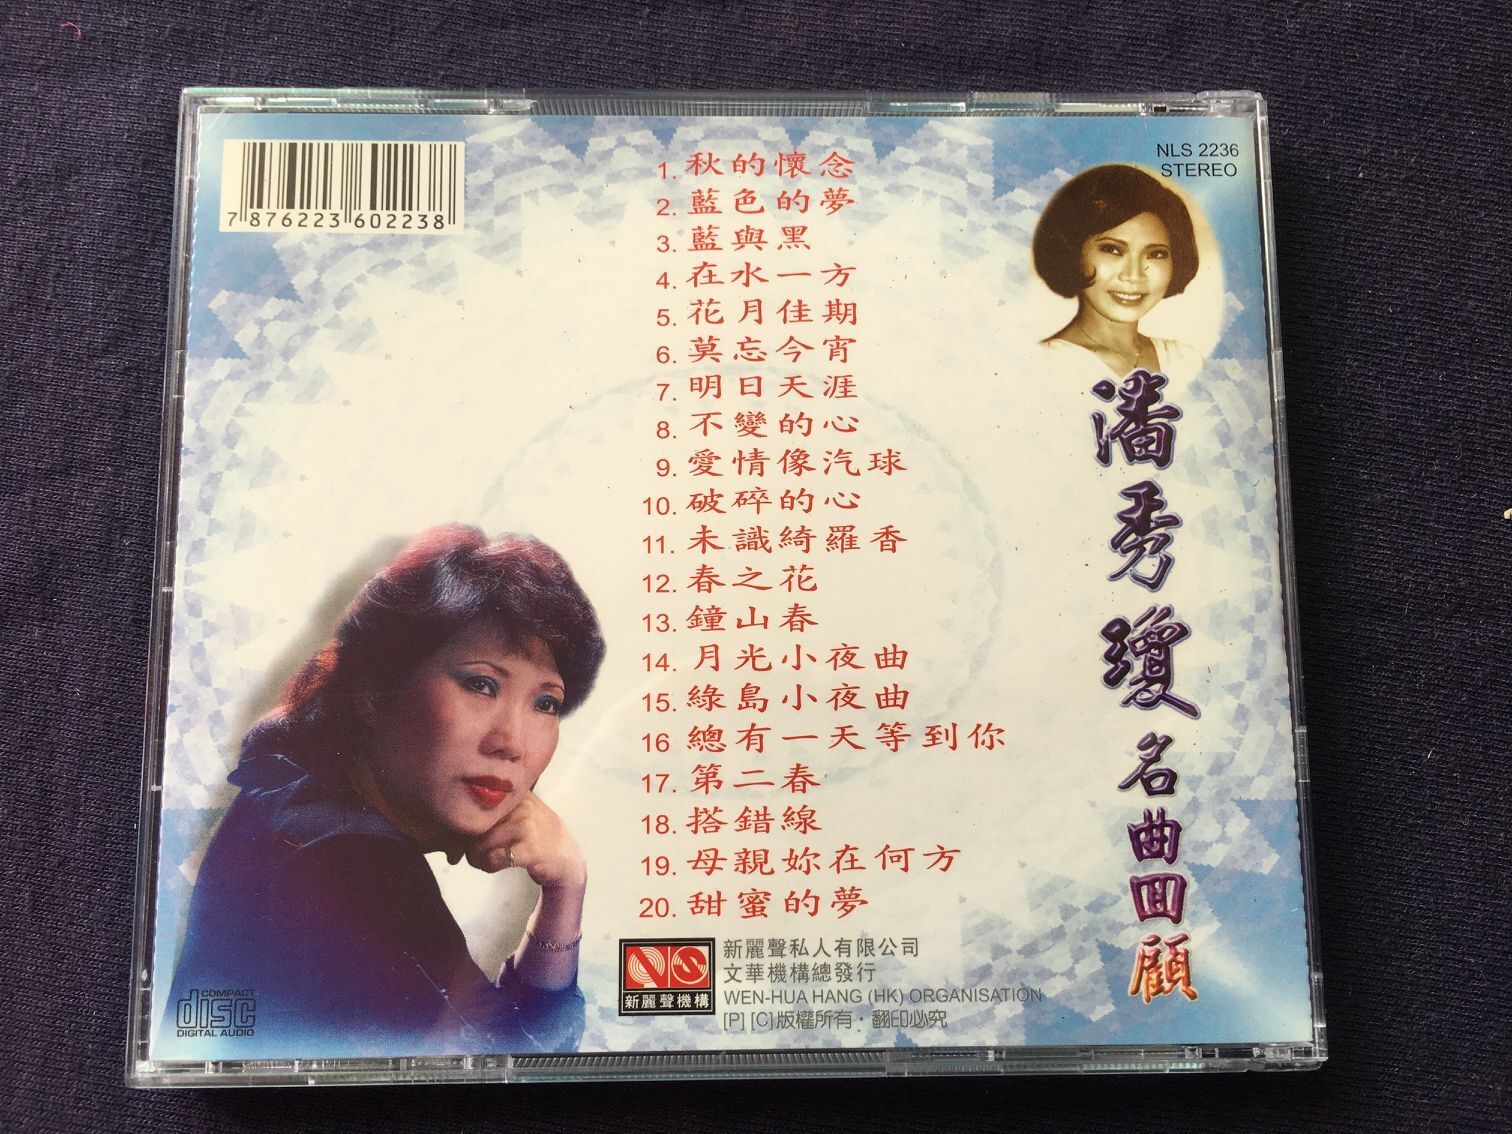 7 876223 602238
1. 秋的懷念
2. 藍色的夢
3. 藍與黑
4. 在水一方
5. 花月佳期
6. 莫忘今宵
7. 明日天涯
8. 不變的心
9. 愛情像汽球
10. 破碎的心
11. 未識綺羅香
12. 春之花
13. 鐘山春
14. 月光小夜曲
15. 綠島小夜曲
16 總有一天等到你
17. 第二春
18. 搭錯線
19. 母親妳在何方
20. 甜蜜的夢
NLS 2236
STEREO
潘秀瓊名曲回顧
COMPACT
disc
DIGITAL AUDIO
NS
新麗聲機構
新麗聲私人有限公司
文華機構總發行
WEN-HUA HANG (HK) ORGANISATION
[P] [C]版權所有·翻印必究